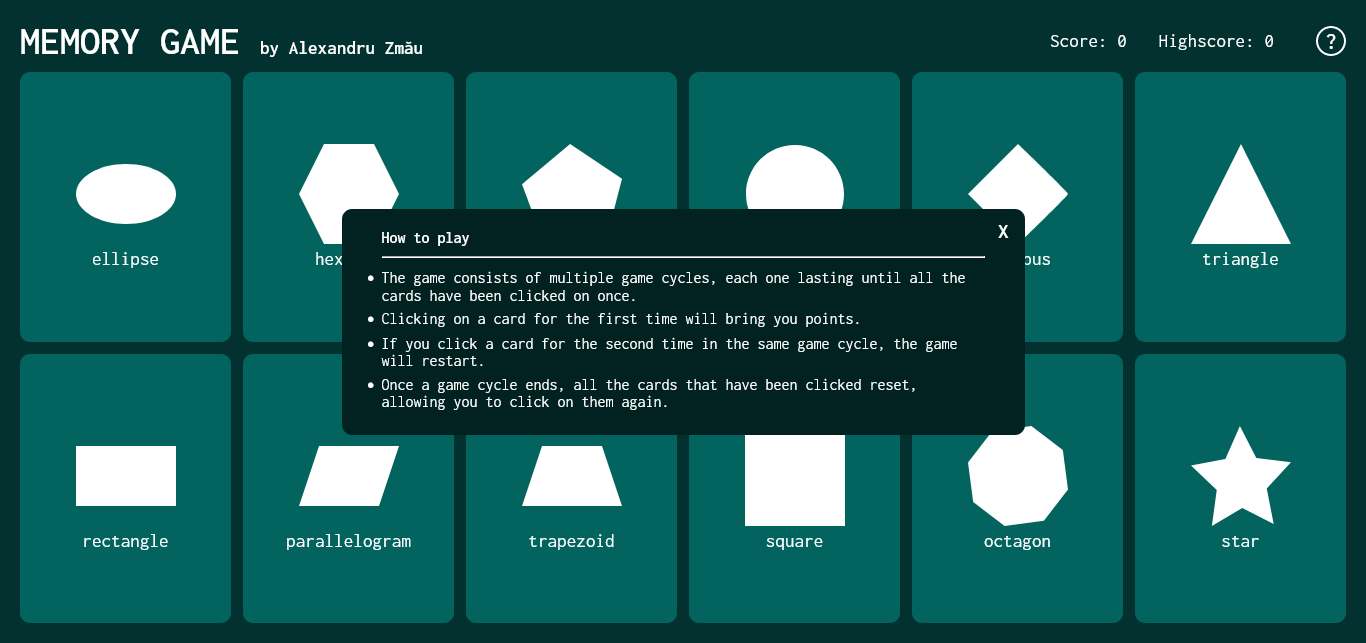 MEMORY GAME by Alexandru Zmău
Score: 0 Highscore: 0 ?
ellipse
triangle
How to play
X
• The game consists of multiple game cycles, each one lasting until all the
cards have been clicked on once.
• Clicking on a card for the first time will bring you points.
• If you click a card for the second time in the same game cycle, the game
will restart.
• Once a game cycle ends, all the cards that have been clicked reset,
allowing you to click on them again.
rectangle
parallelogram
trapezoid
square
octagon
star